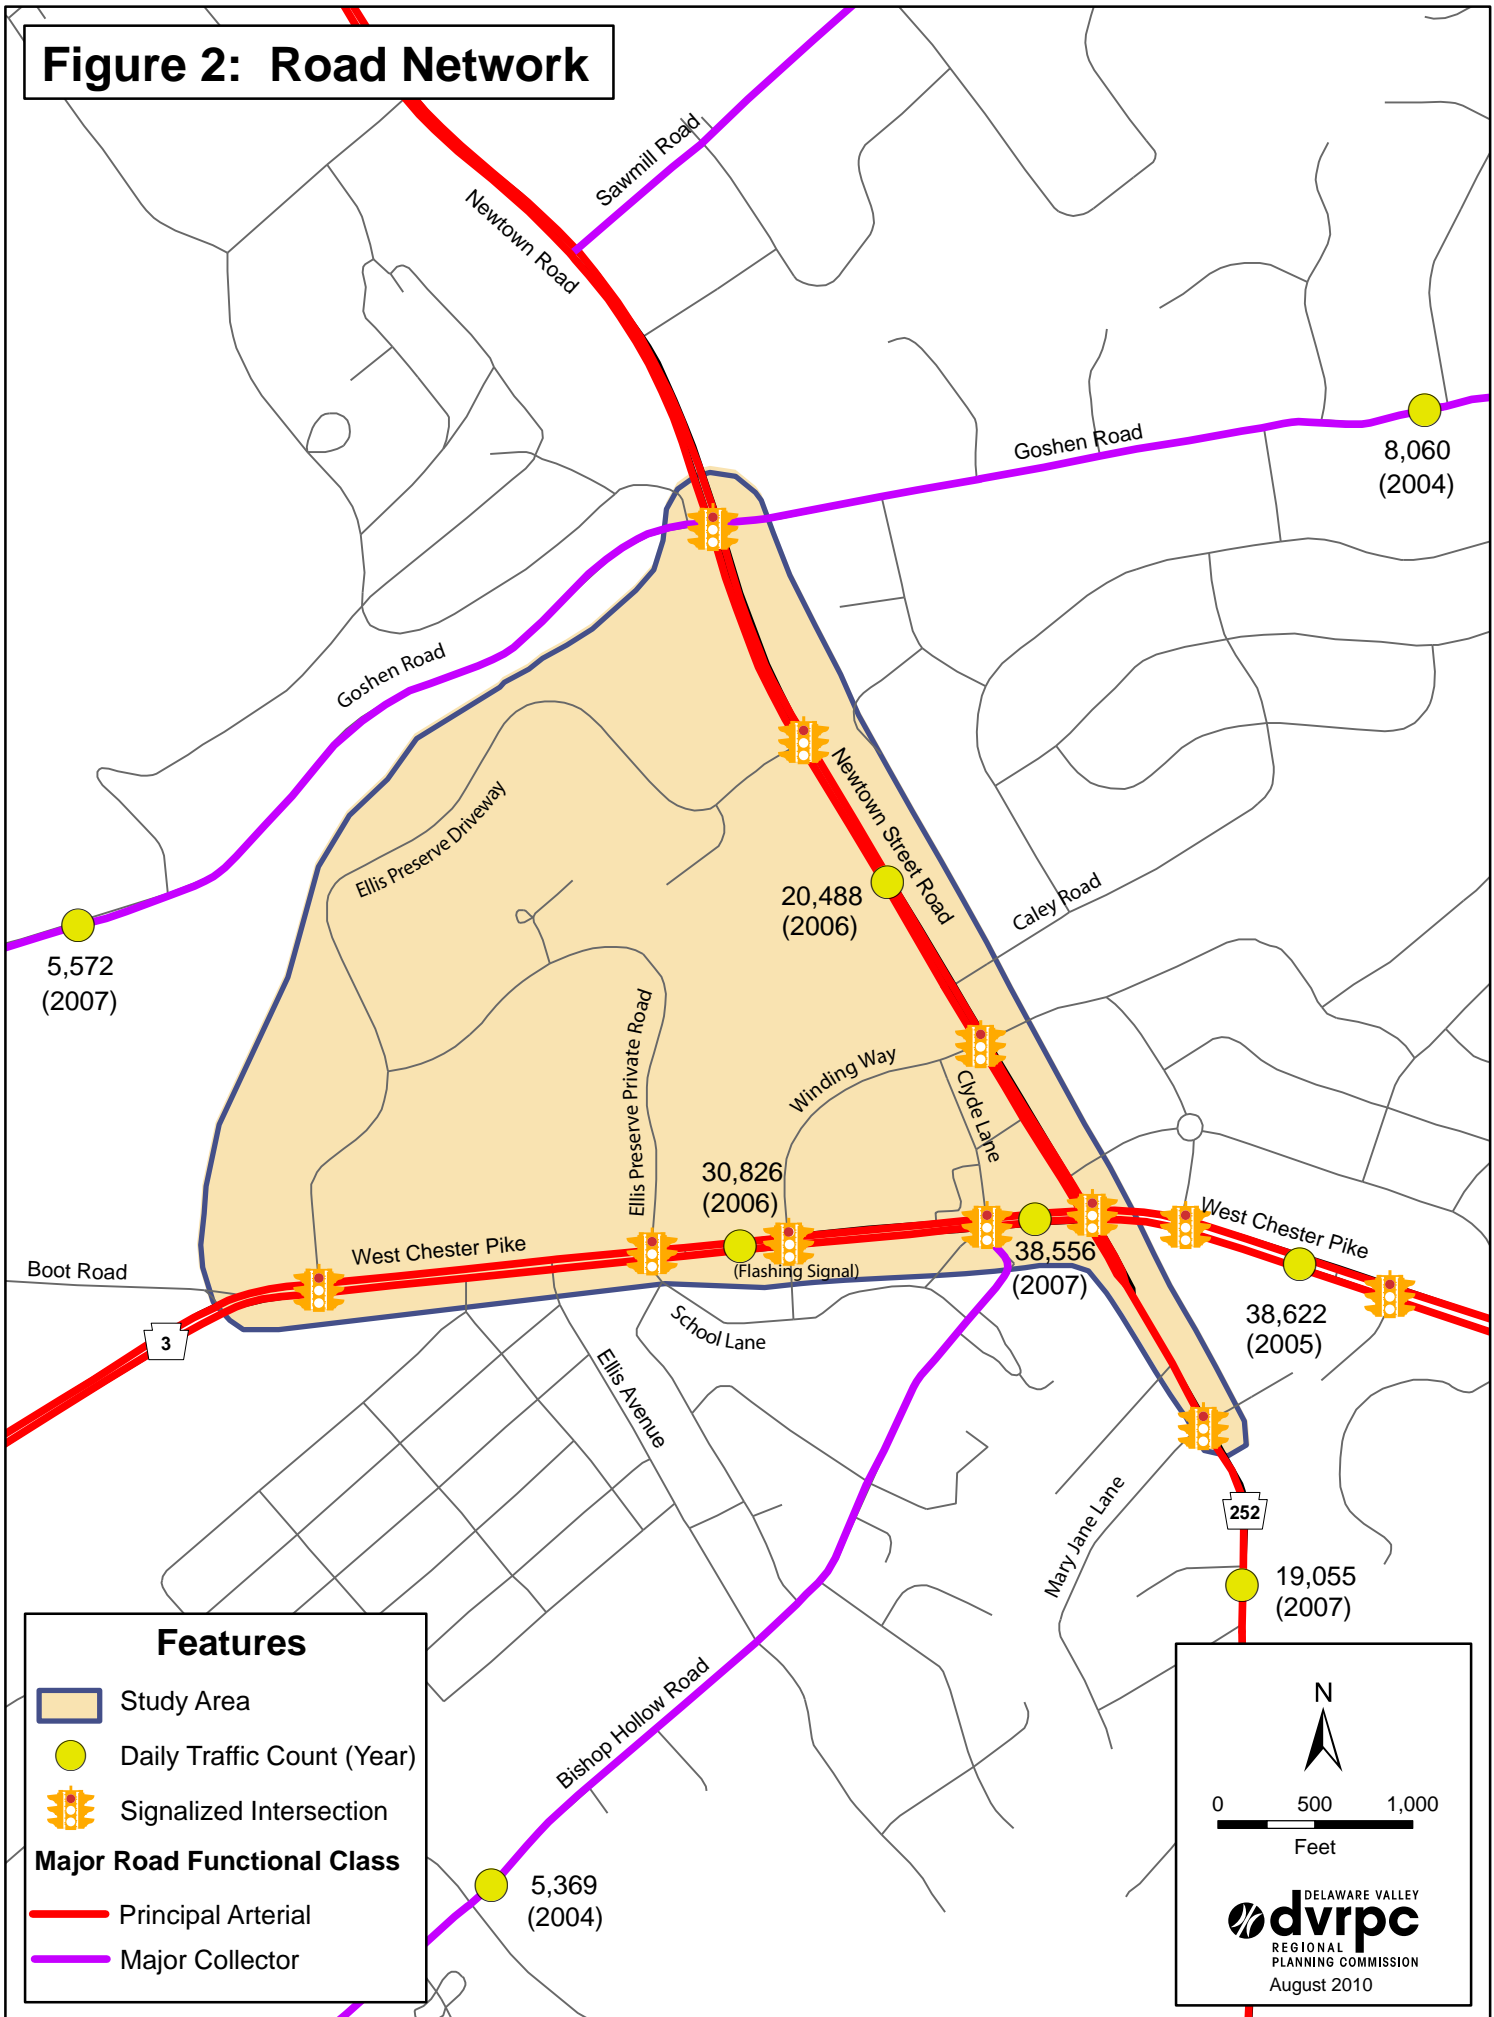 Figure 2: Road Network
Sawmill Road
Newtown Road
Goshen Road
8,060
(2004)
Goshen Road
Ellis Preserve Driveway
Newtown Street Road
20,488
(2006)
Caley Road
5,572
(2007)
Ellis Preserve Private Road
Winding Way
Clyde Lane
30,826
(2006)
West Chester Pike
West Chester Pike
Boot Road
(Flashing Signal)
38,556
(2007)
38,622
(2005)
3
School Lane
Ellis Avenue
Mary Jane Lane
252
19,055
(2007)
Bishop Hollow Road
5,369
(2004)
Features
Study Area
Daily Traffic Count (Year)
Signalized Intersection
Major Road Functional Class
Principal Arterial
Major Collector
N
0 500 1,000
Feet
DELAWARE VALLEY
dvrpc
REGIONAL
PLANNING COMMISSION
August 2010